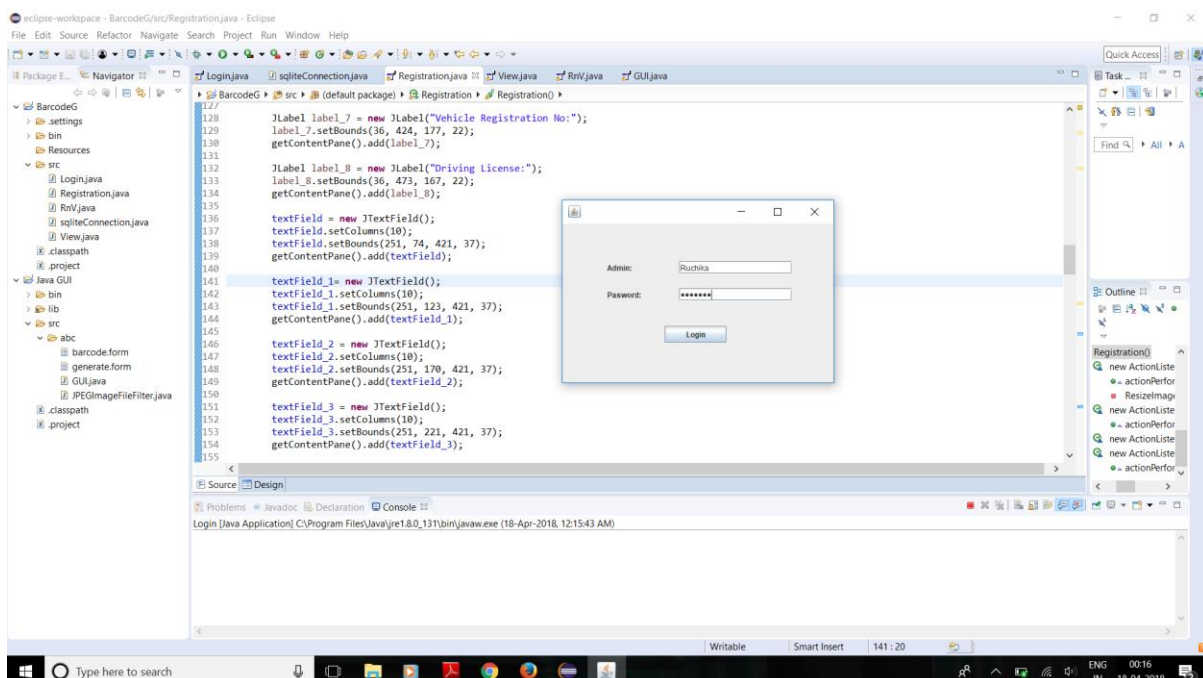 eclipse-workspace - BarcodeG/src/Registration.java - Eclipse
File Edit Source Refactor Navigate Search Project Run Window Help
Quick Access
Package E... Navigator
Login.java sqliteConnection.java Registration.java View.java RnV.java GUI.java
Task...
BarcodeG src (default package) Registration Registration()
BarcodeG
.settings
bin
Resources
src
Login.java
Registration.java
RnV.java
sqliteConnection.java
View.java
.classpath
.project
Java GUI
bin
lib
src
abc
barcode.form
generate.form
GUI.java
JPEGImageFileFilter.java
.classpath
.project
127
128 JLabel label_7 = new JLabel("Vehicle Registration No:");
129 label_7.setBounds(36, 424, 177, 22);
130 getContentPane().add(label_7);
131
132 JLabel label_8 = new JLabel("Driving License:");
133 label_8.setBounds(36, 473, 167, 22);
134 getContentPane().add(label_8);
135
136 textField = new JTextField();
137 textField.setColumns(10);
138 textField.setBounds(251, 74, 421, 37);
139 getContentPane().add(textField);
140
141 textField_1= new JTextField();
142 textField_1.setColumns(10);
143 textField_1.setBounds(251, 123, 421, 37);
144 getContentPane().add(textField_1);
145
146 textField_2 = new JTextField();
147 textField_2.setColumns(10);
148 textField_2.setBounds(251, 170, 421, 37);
149 getContentPane().add(textField_2);
150
151 textField_3 = new JTextField();
152 textField_3.setColumns(10);
153 textField_3.setBounds(251, 221, 421, 37);
154 getContentPane().add(textField_3);
155
Admin: Ruchika
Pasword: •••••••
Login
Find All A
Outline
Registration()
new ActionListe
actionPerfor
ResizeImage
new ActionListe
actionPerfor
new ActionListe
new ActionListe
actionPerfor
Source Design
Problems Javadoc Declaration Console
Login [Java Application] C:\Program Files\Java\jre1.8.0_131\bin\javaw.exe (18-Apr-2018, 12:15:43 AM)
Writable Smart Insert 141 : 20
Type here to search
ENG 00:16
IN 18-04-2018